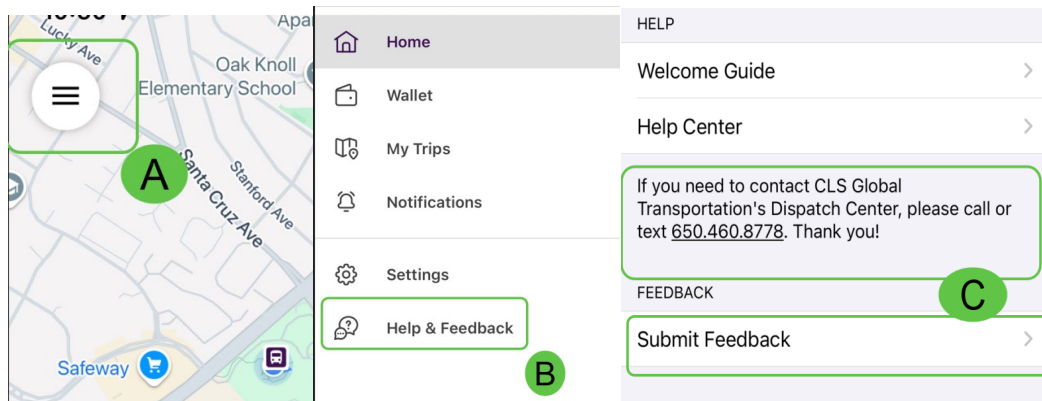 Lucky Ave
Apa
Oak Knoll
Elementary School
A
Santa Cruz Ave
Stanford Ave
Safeway
Home
Wallet
My Trips
Notifications
Settings
Help & Feedback
B
HELP
Welcome Guide
Help Center
If you need to contact CLS Global
Transportation's Dispatch Center, please call or
text 650.460.8778. Thank you!
FEEDBACK
C
Submit Feedback